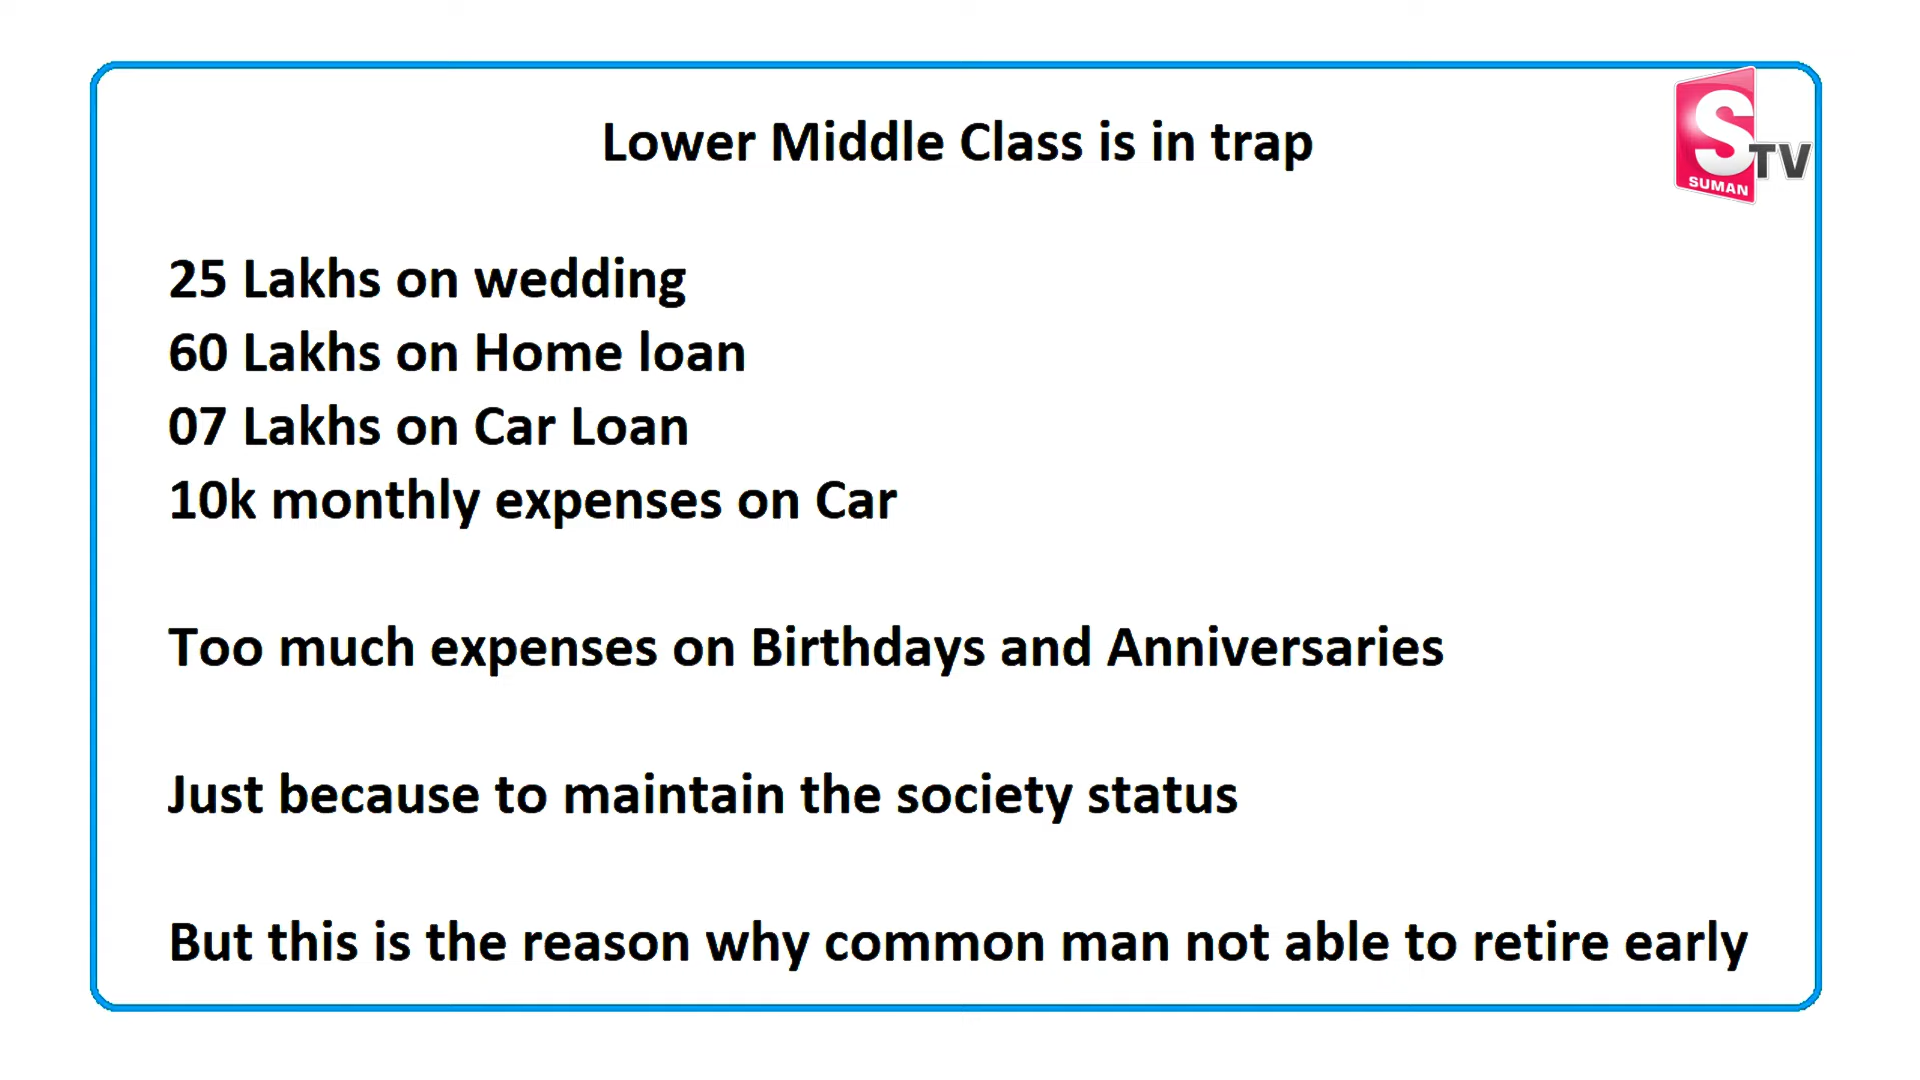 Lower Middle Class is in trap
S
SUMAN
TV
25 Lakhs on wedding
60 Lakhs on Home loan
07 Lakhs on Car Loan
10k monthly expenses on Car
Too much expenses on Birthdays and Anniversaries
Just because to maintain the society status
But this is the reason why common man not able to retire early